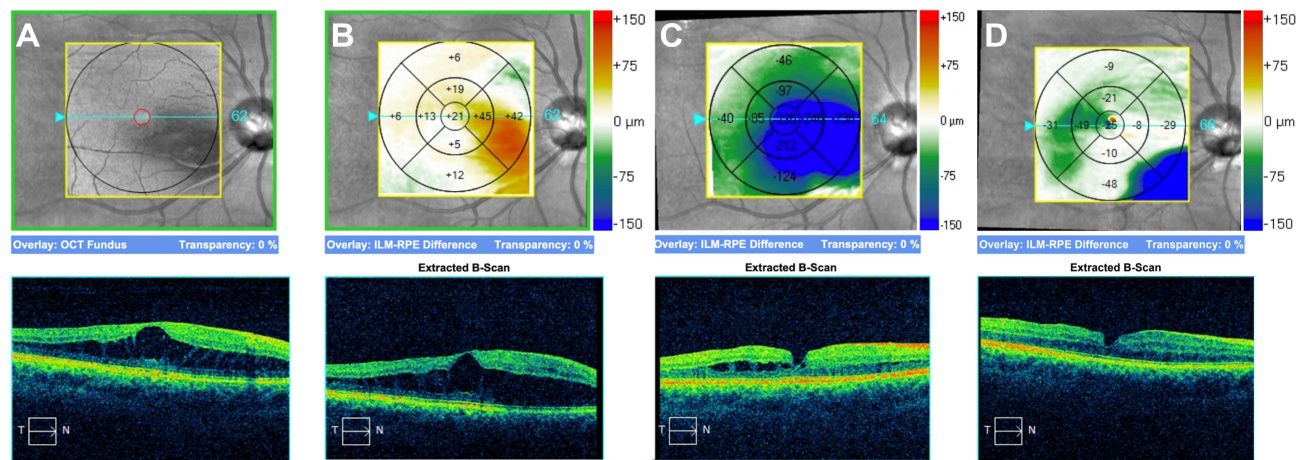 A
62
Overlay: OCT Fundus Transparency: 0 %
T N
B
+6
+19
+6 +13 +21 +45 +42
+5
+12
62
+150
+75
0 µm
-75
-150
Overlay: ILM-RPE Difference Transparency: 0 %
Extracted B-Scan
T N
C
-46
-97
-40 -85
-212
-124
64
+150
+75
0 µm
-75
-150
Overlay: ILM-RPE Difference Transparency: 0 %
Extracted B-Scan
T N
D
-9
-21
-31 -49 -8 -29
-10
-48
66
+150
+75
0 µm
-75
-150
Overlay: ILM-RPE Difference Transparency: 0 %
Extracted B-Scan
T N